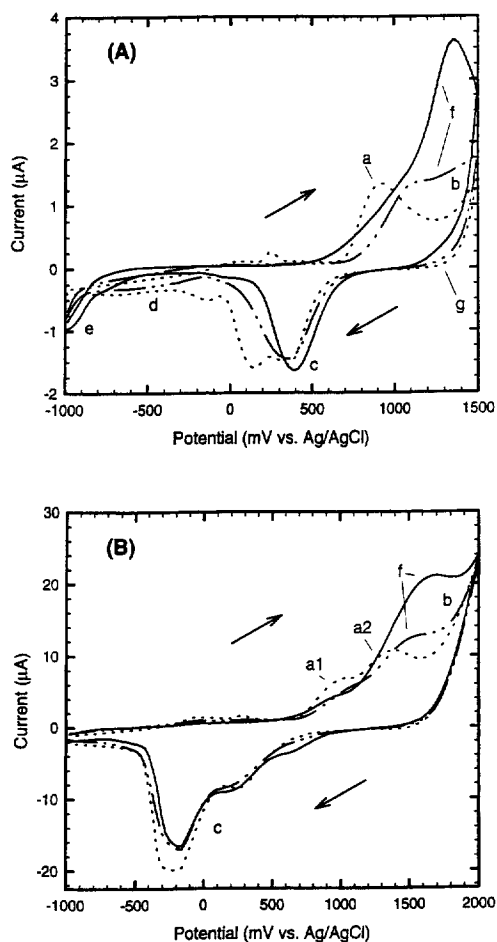 (A)
4
3
2
1
0
-1
-2
Current (μA)
a
f
b
g
c
d
e
-1000 -500 0 500 1000 1500
Potential (mV vs. Ag/AgCl)
(B)
30
20
10
0
-10
-20
Current (μA)
f
b
a2
a1
c
-1000 -500 0 500 1000 1500 2000
Potential (mV vs. Ag/AgCl)